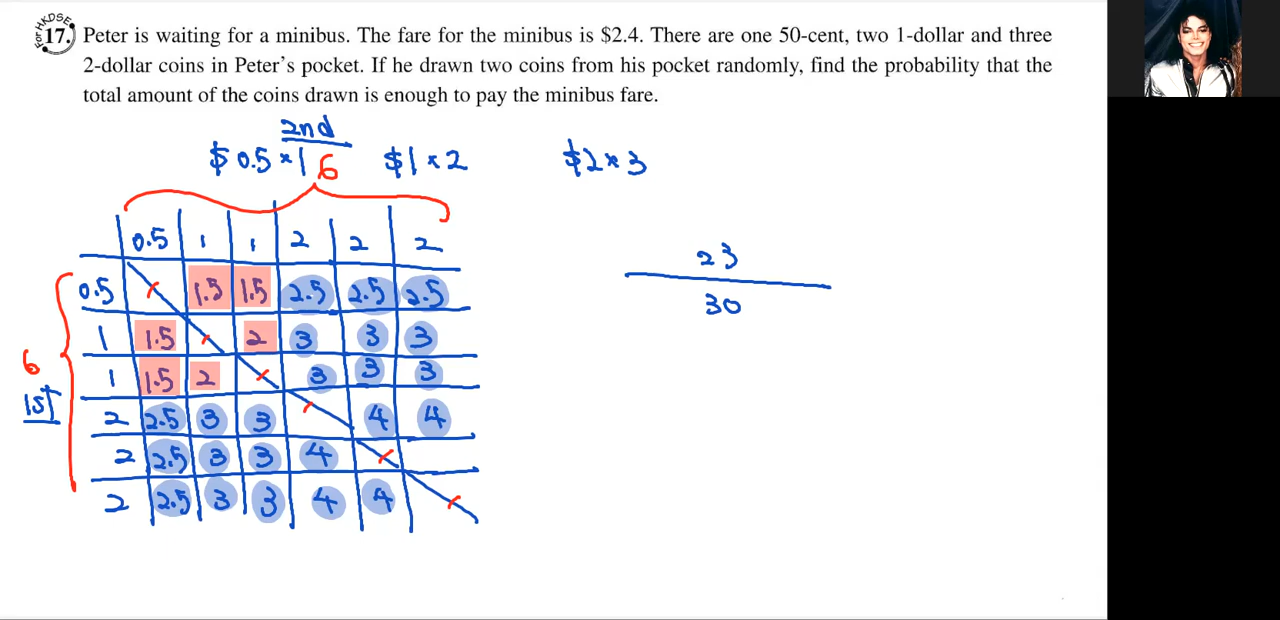 For HKDSE
17. Peter is waiting for a minibus. The fare for the minibus is $2.4. There are one 50-cent, two 1-dollar and three
2-dollar coins in Peter's pocket. If he drawn two coins from his pocket randomly, find the probability that the
total amount of the coins drawn is enough to pay the minibus fare.
2nd
$0.5×1 6 $1×2 $2×3
0.5 1 1 2 2 2
0.5 × 1.5 1.5 2.5 2.5 2.5
1 1.5 × 2 3 3 3
1 1.5 2 × 3 3 3
2 2.5 3 3 × 4 4
2 2.5 3 3 4 ×
2 2.5 3 3 4 4 ×
6
1st
23
30